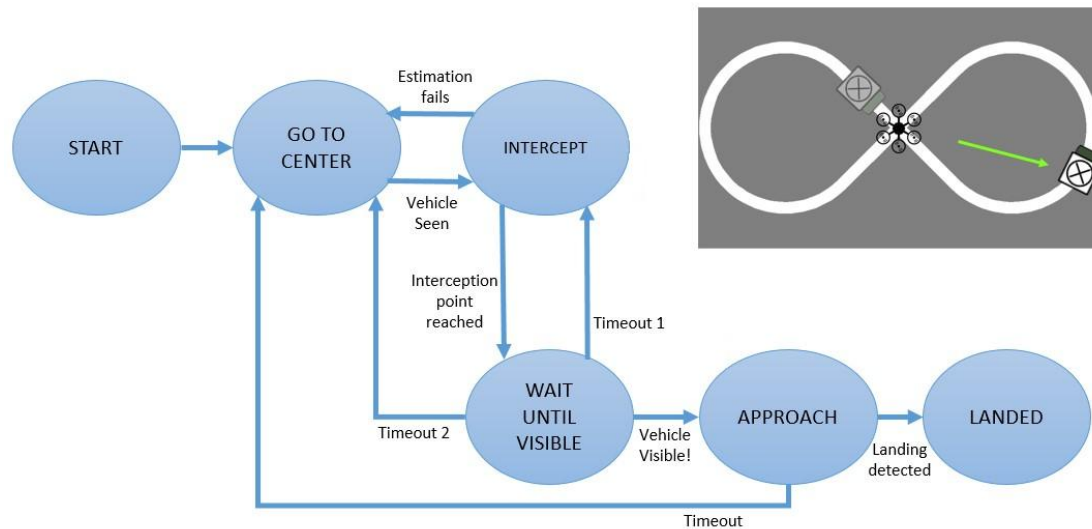 START
GO TO
CENTER
Estimation
fails
INTERCEPT
Vehicle
Seen
Interception
point
reached
Timeout 1
WAIT
UNTIL
VISIBLE
Timeout 2
Vehicle
Visible!
APPROACH
Landing
detected
LANDED
Timeout